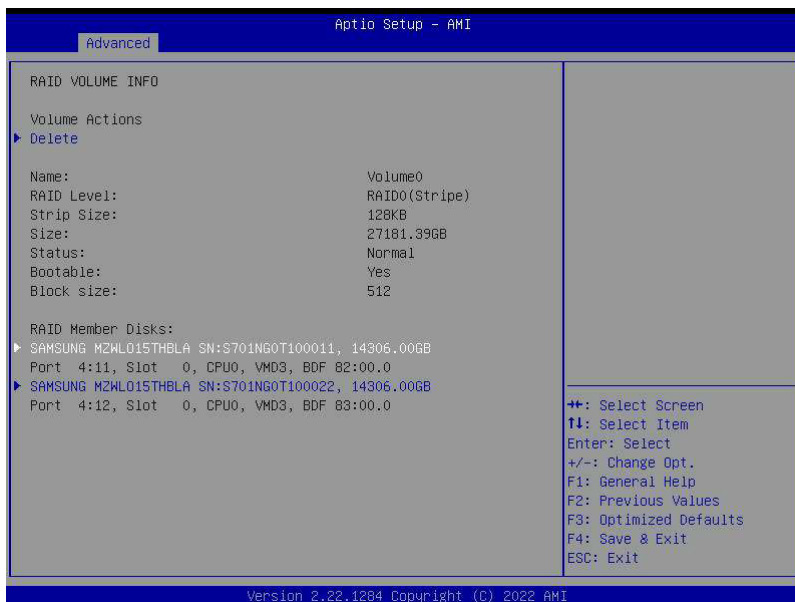 Aptio Setup – AMI
Advanced
RAID VOLUME INFO
Volume Actions
Delete
Name: Volume0
RAID Level: RAID0(Stripe)
Strip Size: 128KB
Size: 27181.39GB
Status: Normal
Bootable: Yes
Block size: 512
RAID Member Disks:
SAMSUNG MZWLO15THBLA SN:S701NG0T100011, 14306.00GB
Port 4:11, Slot 0, CPU0, VMD3, BDF 82:00.0
SAMSUNG MZWLO15THBLA SN:S701NG0T100022, 14306.00GB
Port 4:12, Slot 0, CPU0, VMD3, BDF 83:00.0
→←: Select Screen
↑↓: Select Item
Enter: Select
+/-: Change Opt.
F1: General Help
F2: Previous Values
F3: Optimized Defaults
F4: Save & Exit
ESC: Exit
Version 2.22.1284 Copyright (C) 2022 AMI